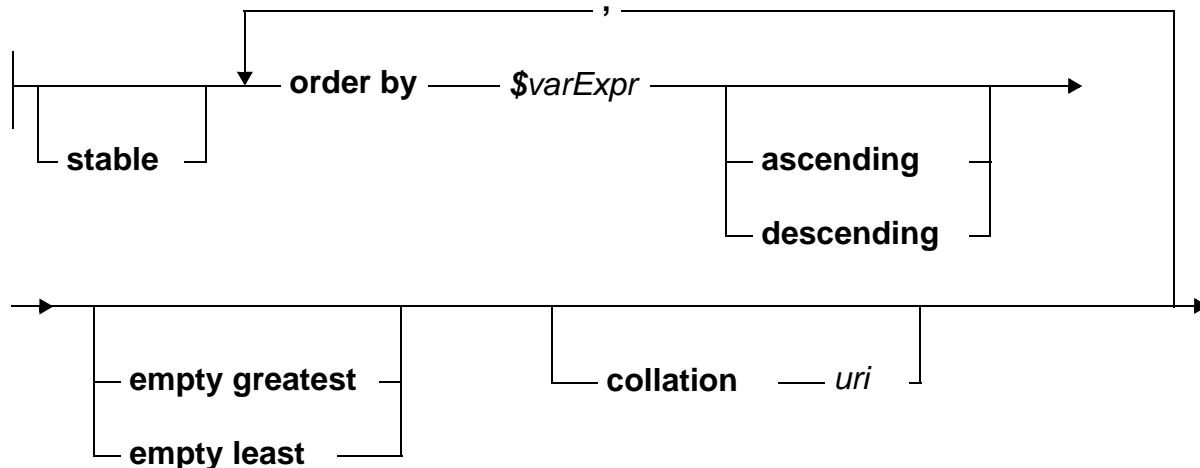 ,
order by $varExpr
stable ascending
descending
empty greatest collation uri
empty least